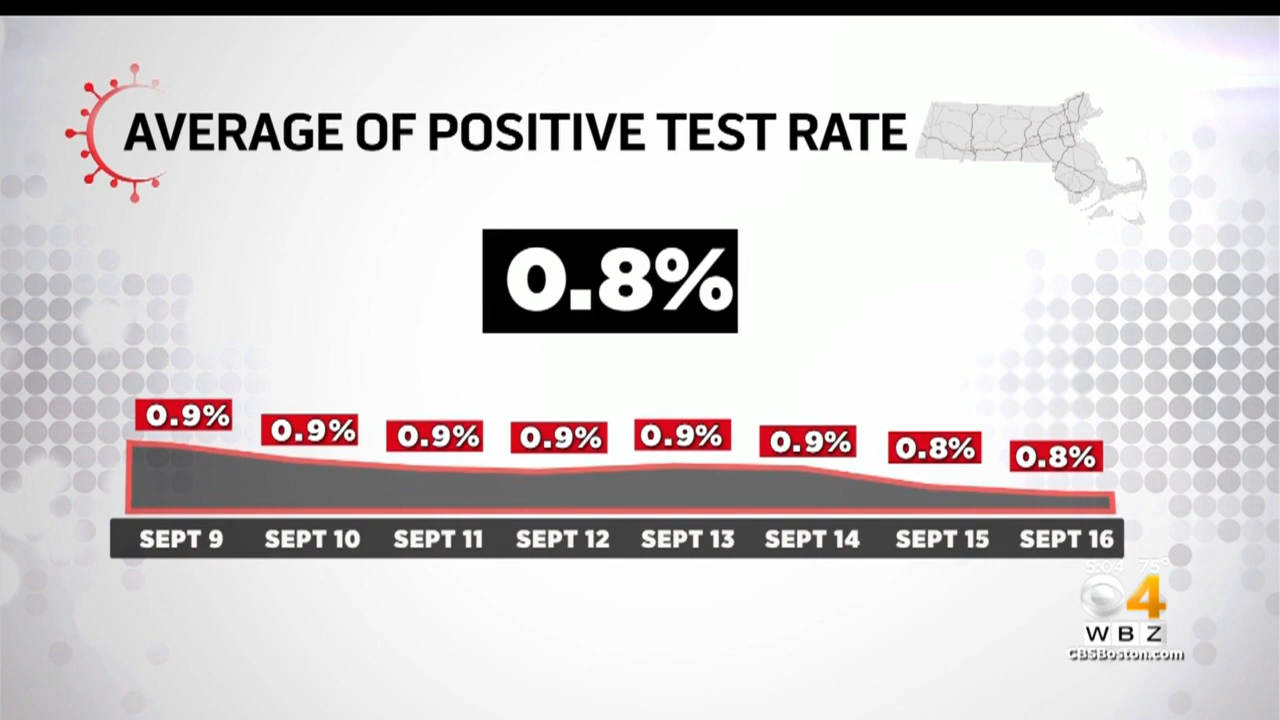 AVERAGE OF POSITIVE TEST RATE
0.8%
0.9% 0.9% 0.9% 0.9% 0.9% 0.9% 0.8% 0.8%
SEPT 9 SEPT 10 SEPT 11 SEPT 12 SEPT 13 SEPT 14 SEPT 15 SEPT 16
5:04 75°
4
WBZ
CBSBoston.com